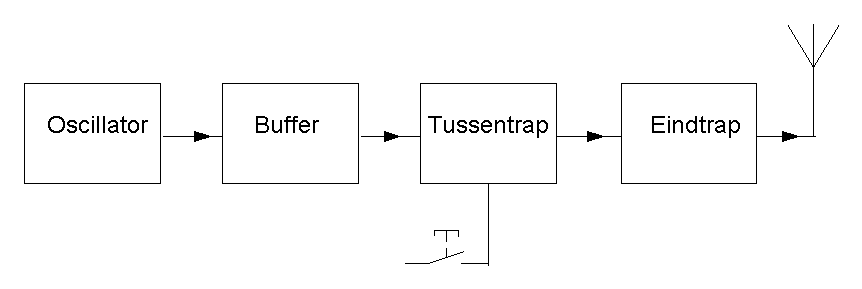 Oscillator
Buffer
Tussentrap
Eindtrap